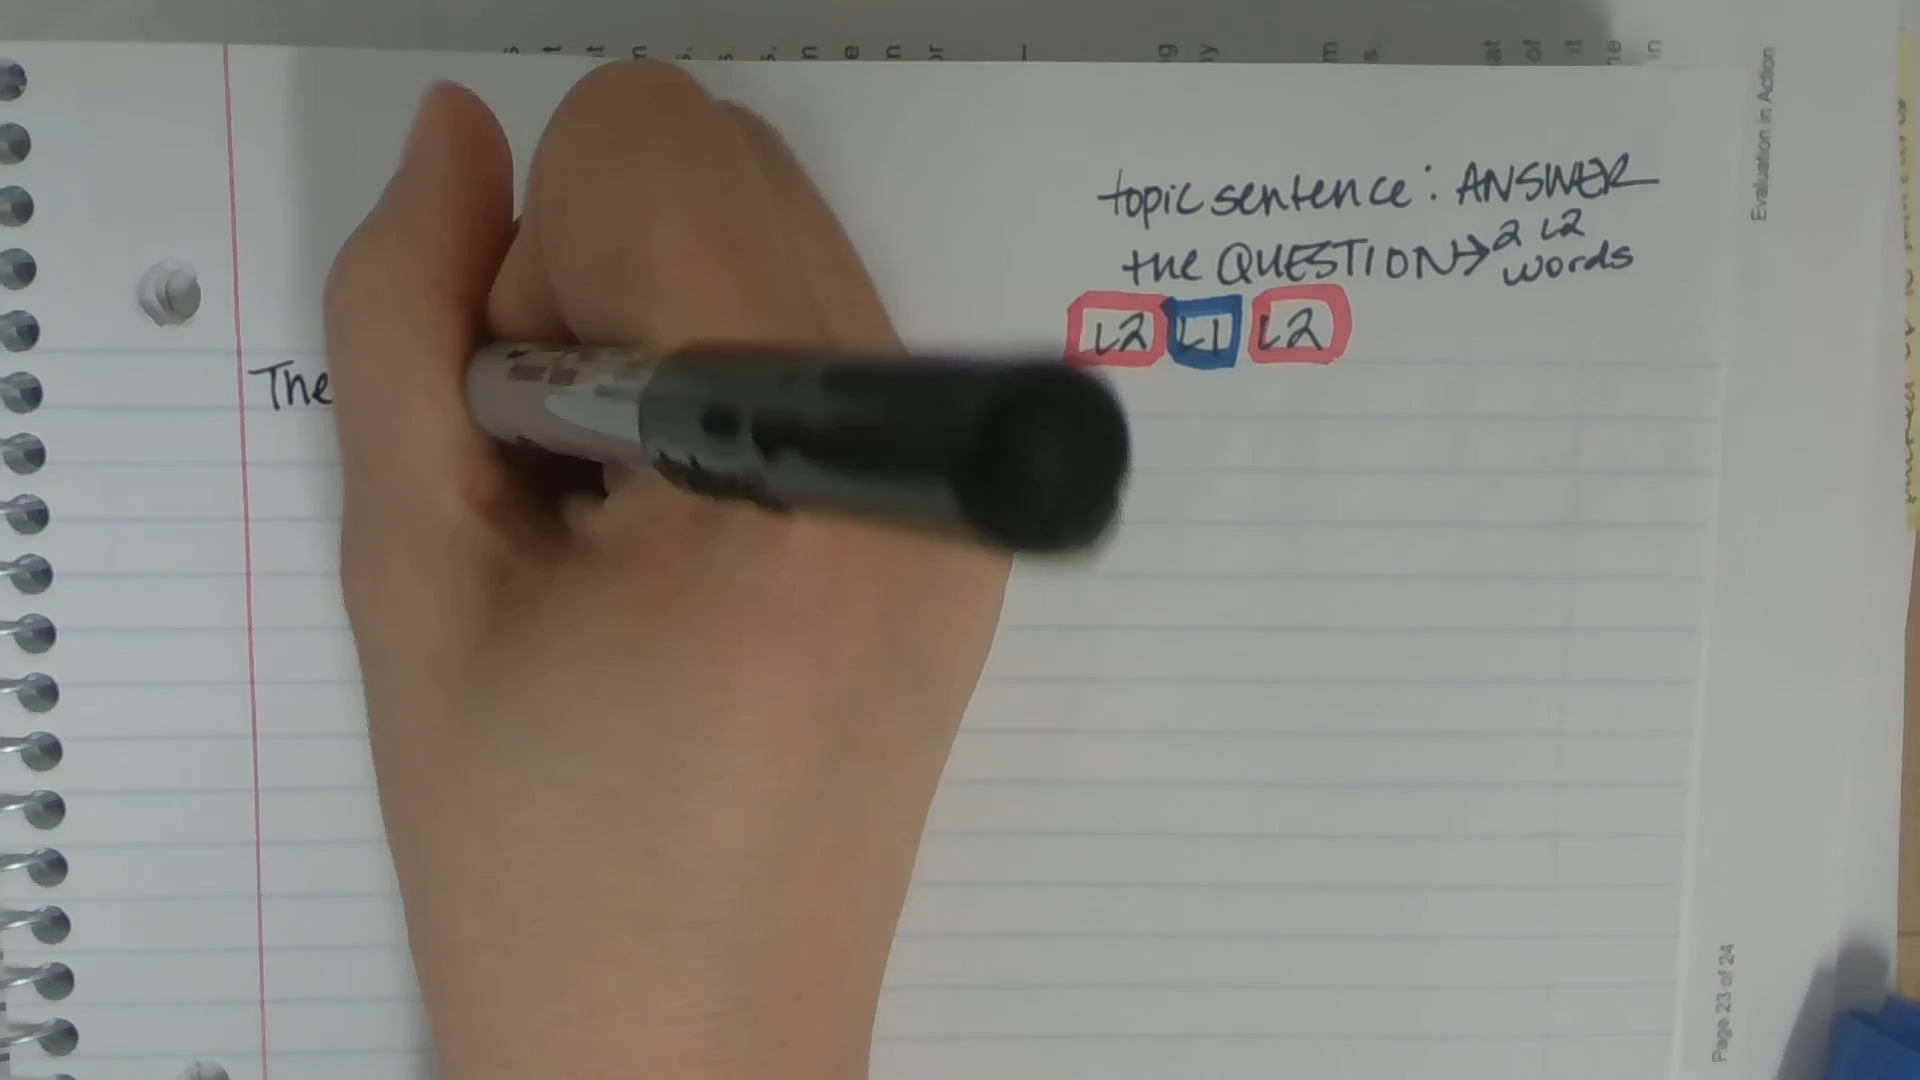 topic sentence: ANSWER
the QUESTION → 2 L2
words
L2 L1 L2
The
Evaluation in Action
Page 23 of 24